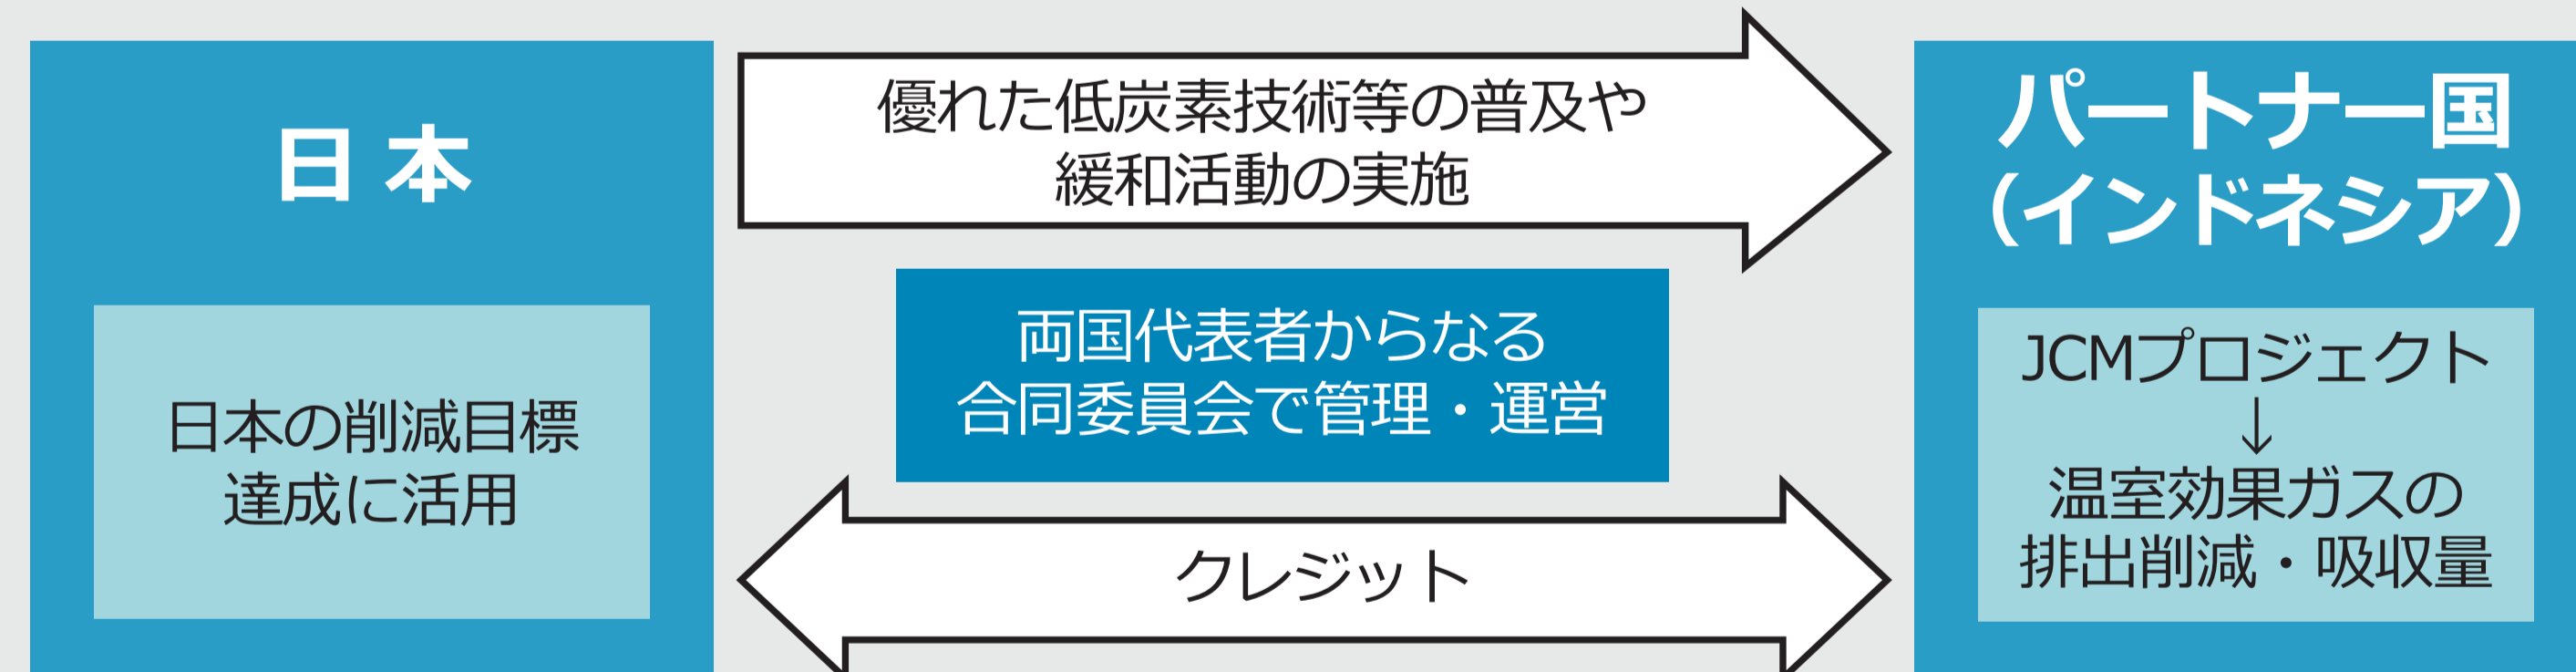 日本
日本の削減目標
達成に活用
優れた低炭素技術等の普及や
緩和活動の実施
両国代表者からなる
合同委員会で管理・運営
クレジット
パートナー国
（インドネシア）
JCMプロジェクト
↓
温室効果ガスの
排出削減・吸収量